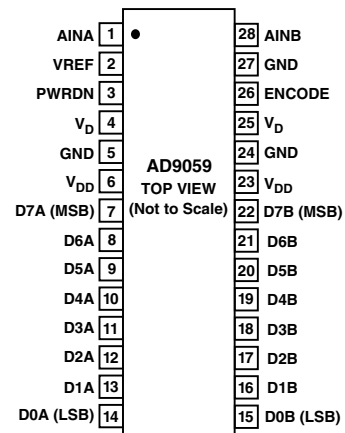 AINA 1 28 AINB
VREF 2 27 GND
PWRDN 3 26 ENCODE
VD 4 25 VD
GND 5 24 GND
AD9059
VDD 6 TOP VIEW 23 VDD
D7A (MSB) 7 (Not to Scale) 22 D7B (MSB)
D6A 8 21 D6B
D5A 9 20 D5B
D4A 10 19 D4B
D3A 11 18 D3B
D2A 12 17 D2B
D1A 13 16 D1B
D0A (LSB) 14 15 D0B (LSB)